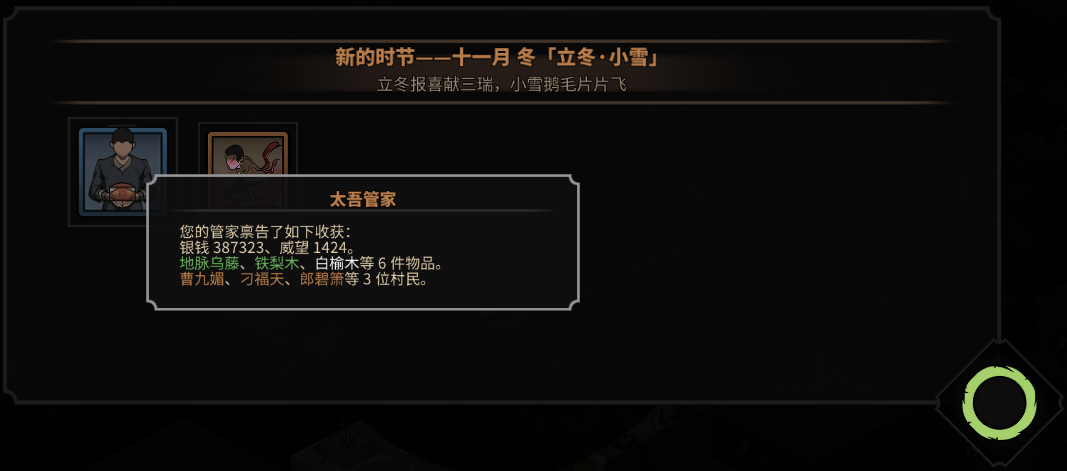 新的时节——十一月 冬「立冬·小雪」
立冬报喜献三瑞，小雪鹅毛片片飞
太吾管家
您的管家禀告了如下收获：
银钱 387323、威望 1424。
地脉乌藤、铁梨木、白榆木等 6 件物品。
曹九媚、刁福天、郎碧箫等 3 位村民。